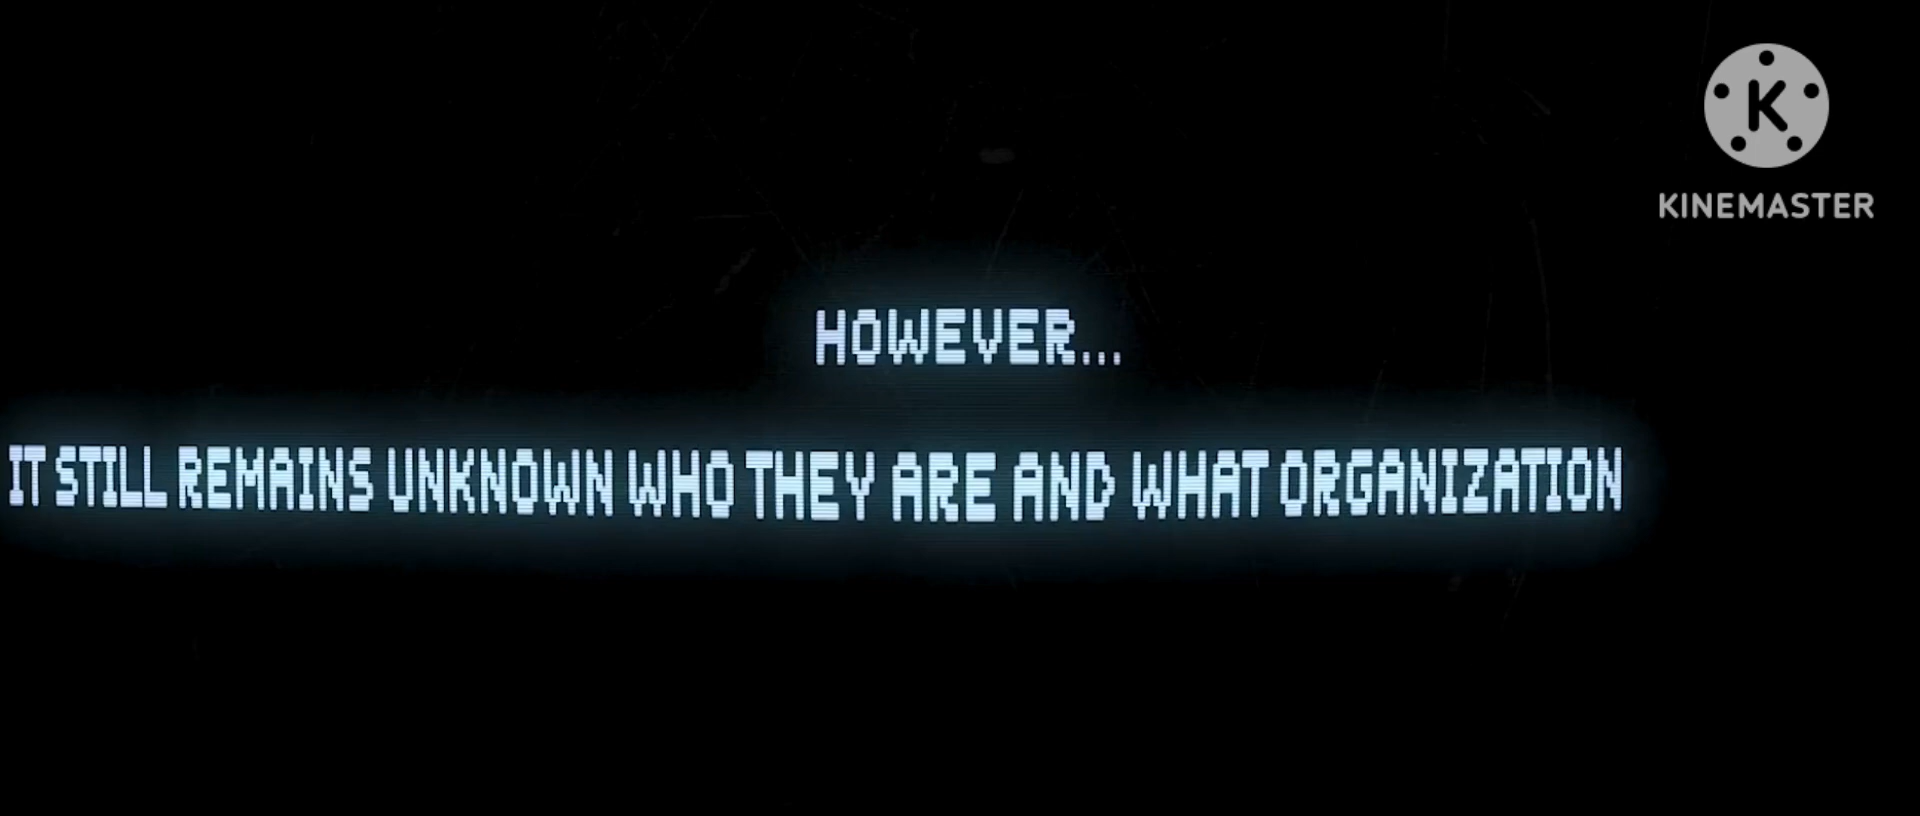 K
KINEMASTER
HOWEVER...
IT STILL REMAINS UNKNOWN WHO THEY ARE AND WHAT ORGANIZATION